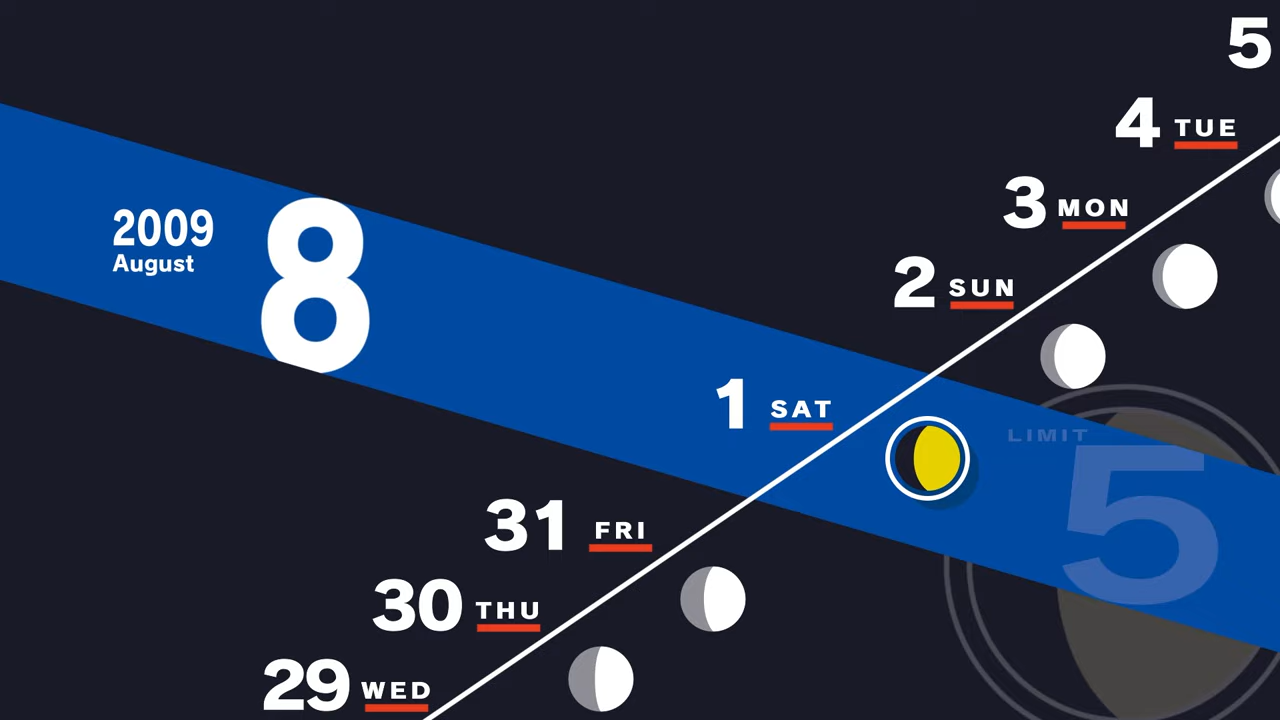 5
4 TUE
3 MON
2 SUN
2009
August
8
1 SAT
LIMIT
5
31 FRI
30 THU
29 WED